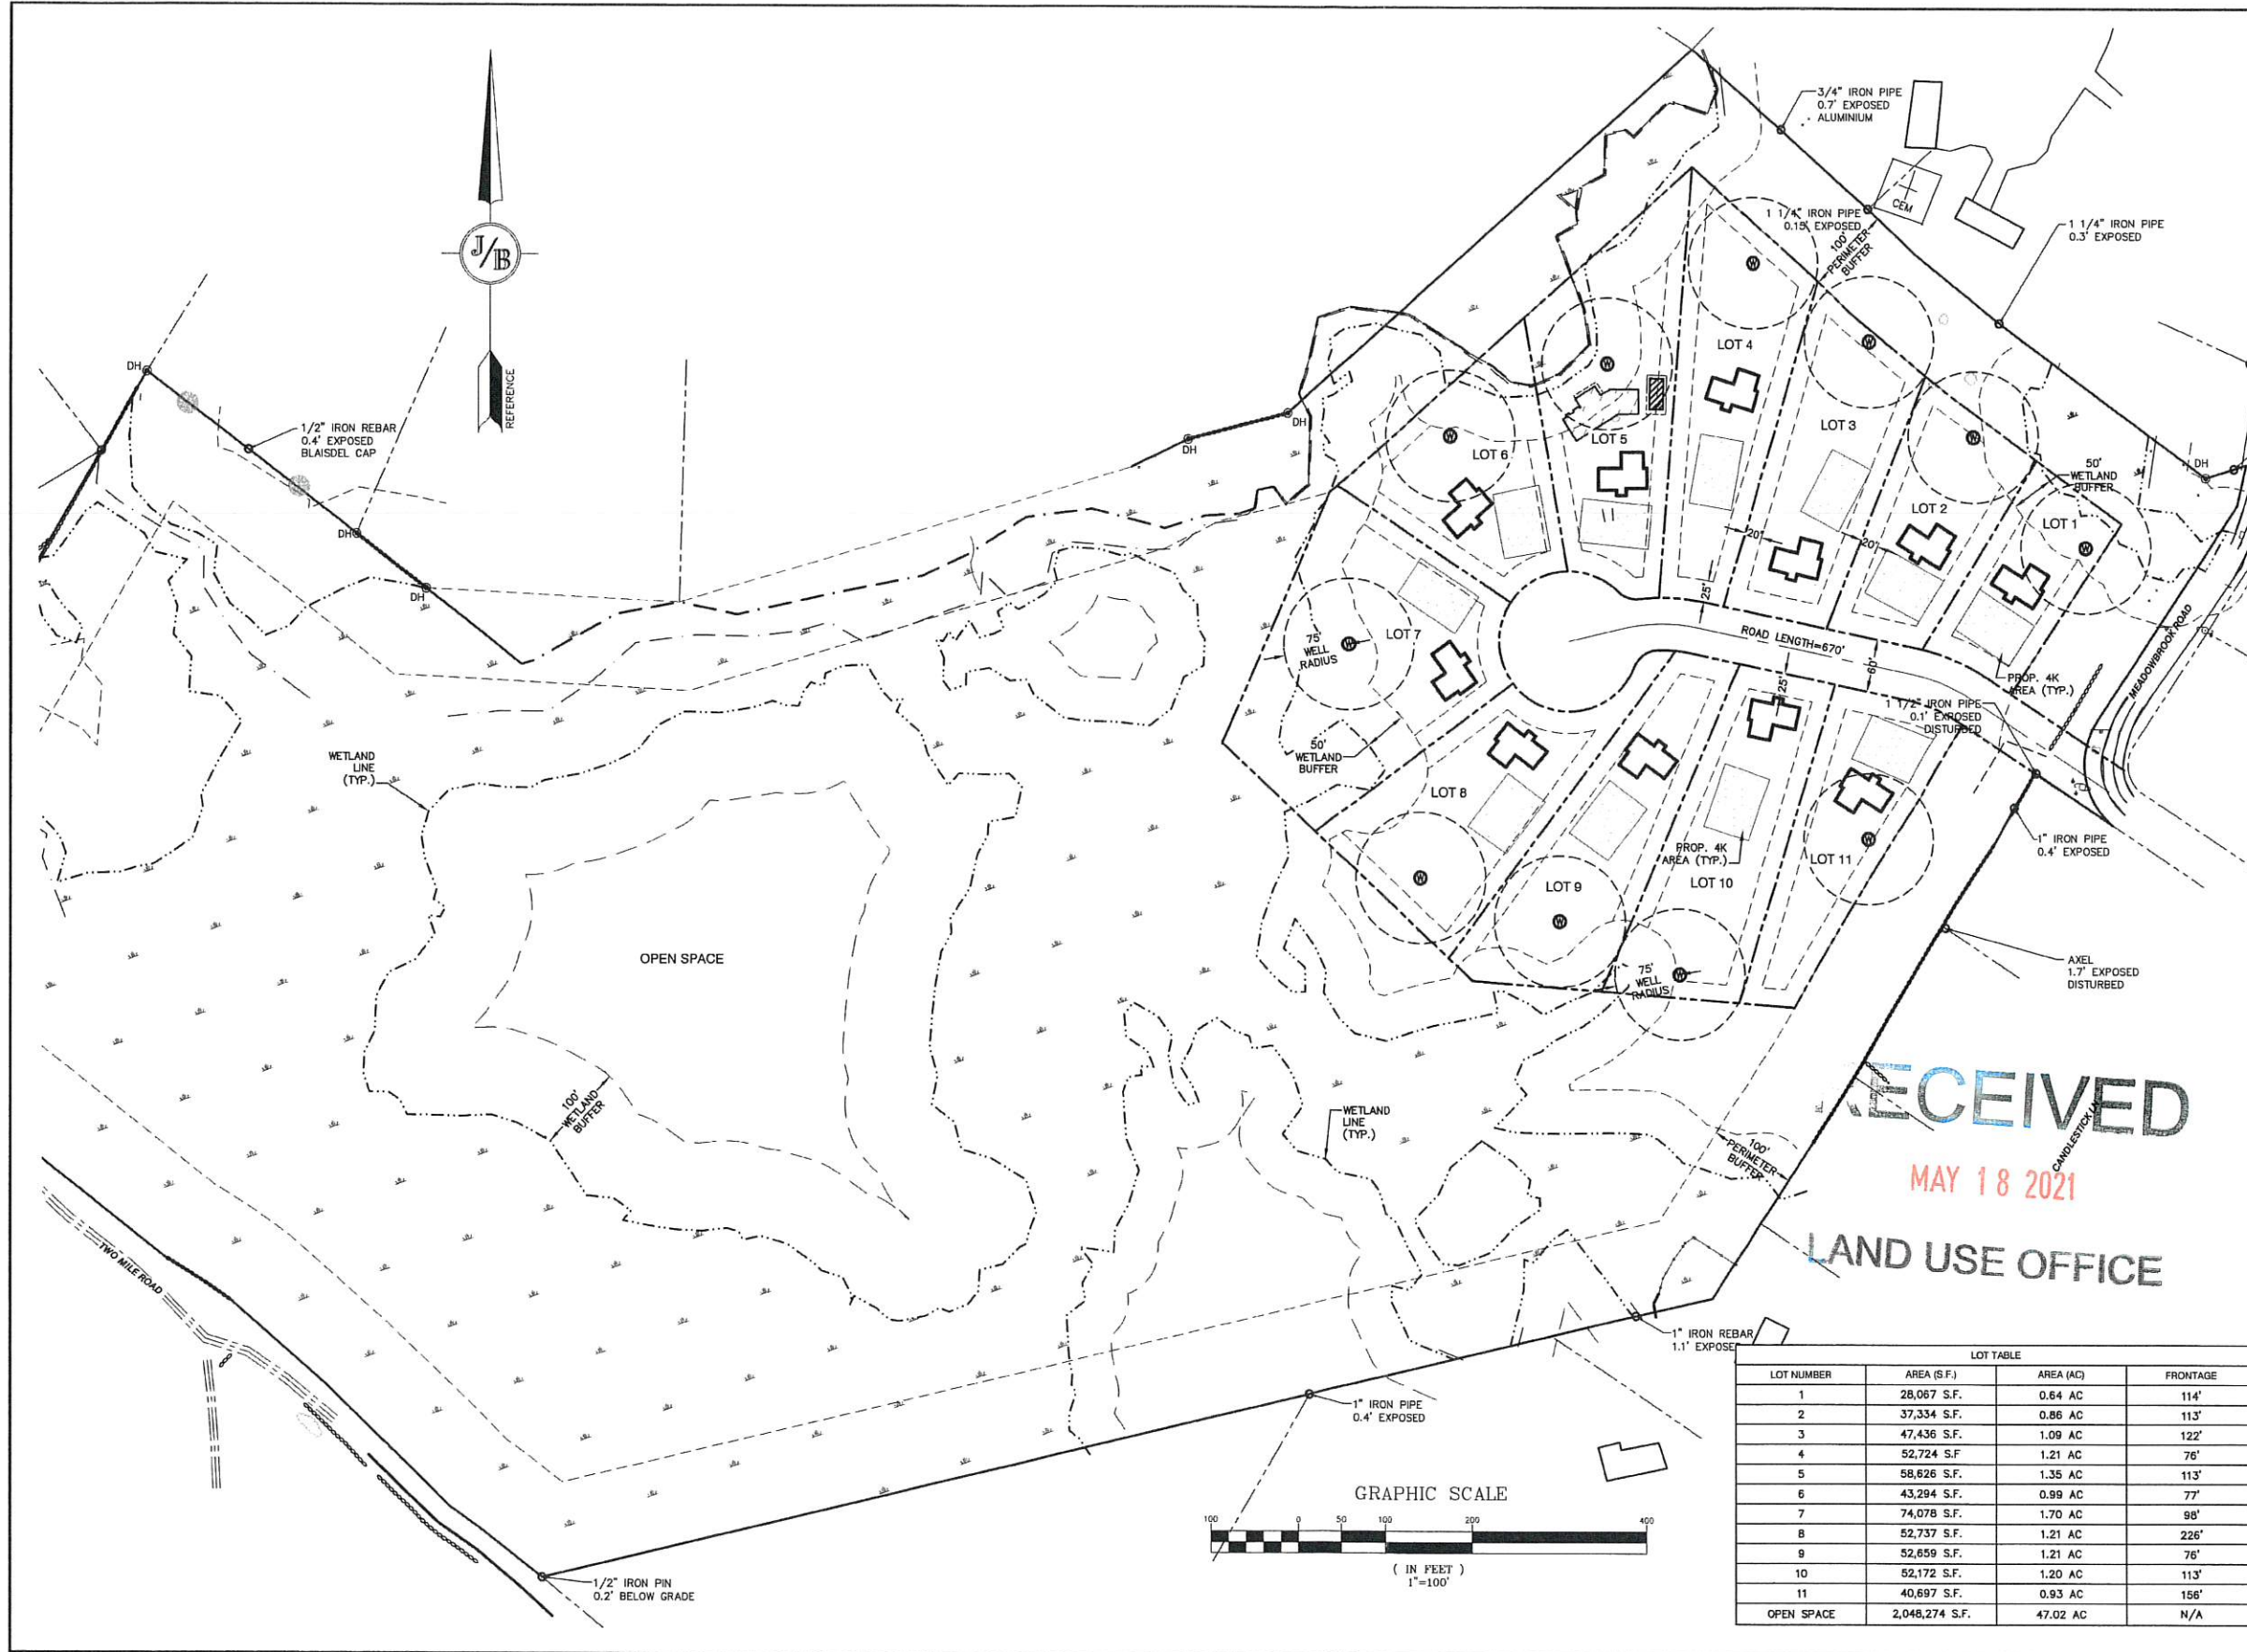 J/B
REFERENCE
3/4" IRON PIPE
0.7' EXPOSED
ALUMINIUM
CEM
1 1/4" IRON PIPE
0.15' EXPOSED
100'
PERIMETER
BUFFER
1 1/4" IRON PIPE
0.3' EXPOSED
DH
1/2" IRON REBAR
0.4' EXPOSED
BLAISDEL CAP
DH
DH
DH
DH
DH
LOT 4
LOT 3
LOT 5
LOT 6
LOT 2
LOT 1
50'
WETLAND
BUFFER
W
W
W
W
W
W
20'
20'
25'
ROAD LENGTH=670'
60'
25'
MEADOWBROOK ROAD
PROP. 4K
AREA (TYP.)
1 1/2" IRON PIPE
0.1' EXPOSED
DISTURBED
LOT 7
75'
WELL
RADIUS
W
50'
WETLAND
BUFFER
WETLAND
LINE
(TYP.)
LOT 8
W
PROP. 4K
AREA (TYP.)
LOT 11
W
LOT 9
W
LOT 10
1" IRON PIPE
0.4' EXPOSED
75'
WELL
RADIUS
W
AXEL
1.7' EXPOSED
DISTURBED
OPEN SPACE
100'
WETLAND
BUFFER
WETLAND
LINE
(TYP.)
100'
PERIMETER
BUFFER
CANDLESTICK LN
RECEIVED
MAY 18 2021
LAND USE OFFICE
TWO MILE ROAD
1" IRON REBAR
1.1' EXPOSE
1" IRON PIPE
0.4' EXPOSED
1/2" IRON PIN
0.2' BELOW GRADE
GRAPHIC SCALE
100 0 50 100 200 400
( IN FEET )
1"=100'
LOT TABLE
LOT NUMBER AREA (S.F.) AREA (AC) FRONTAGE
1 28,067 S.F. 0.64 AC 114'
2 37,334 S.F. 0.86 AC 113'
3 47,436 S.F. 1.09 AC 122'
4 52,724 S.F 1.21 AC 76'
5 58,626 S.F. 1.35 AC 113'
6 43,294 S.F. 0.99 AC 77'
7 74,078 S.F. 1.70 AC 98'
8 52,737 S.F. 1.21 AC 226'
9 52,659 S.F. 1.21 AC 76'
10 52,172 S.F. 1.20 AC 113'
11 40,697 S.F. 0.93 AC 156'
OPEN SPACE 2,048,274 S.F. 47.02 AC N/A